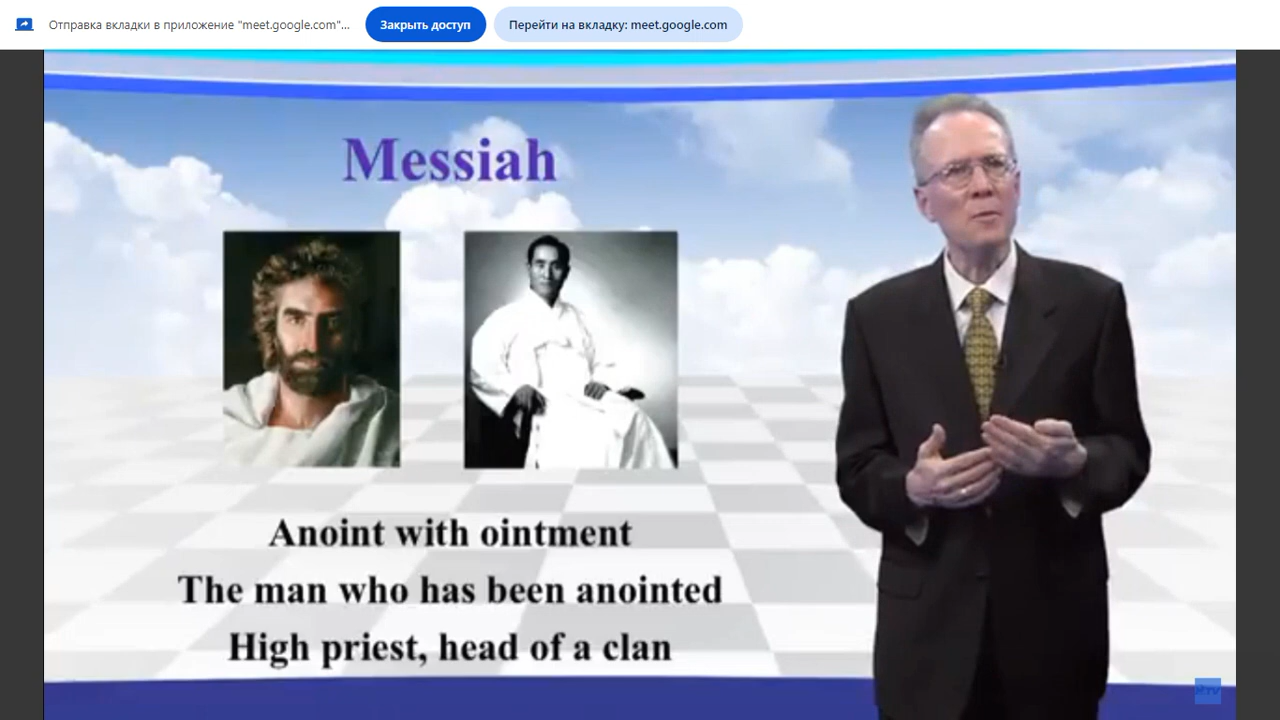 Отправка вкладки в приложение "meet.google.com"...
Закрыть доступ
Перейти на вкладку: meet.google.com
Messiah
Anoint with ointment
The man who has been anointed
High priest, head of a clan